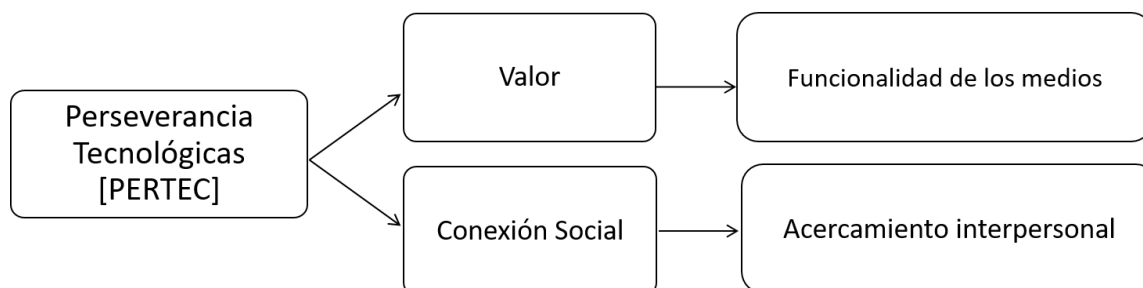 Perseverancia
Tecnológicas
[PERTEC]
Valor
Funcionalidad de los medios
Conexión Social
Acercamiento interpersonal